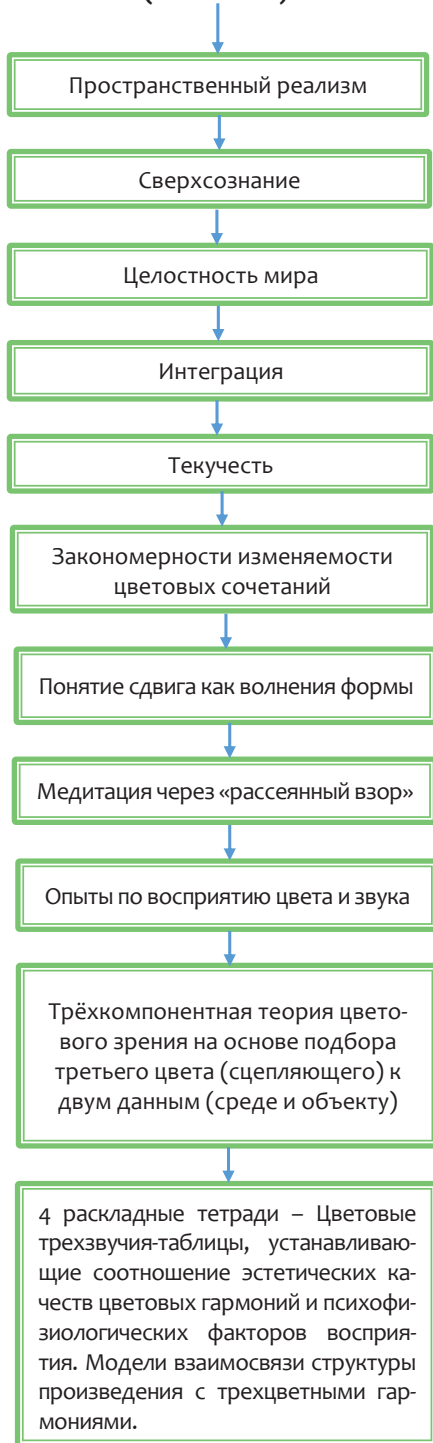 Пространственный реализм
Сверхсознание
Целостность мира
Интеграция
Текучесть
Закономерности изменяемости
цветовых сочетаний
Понятие сдвига как волнения формы
Медитация через «рассеянный взор»
Опыты по восприятию цвета и звука
Трёхкомпонентная теория цвето-
вого зрения на основе подбора
третьего цвета (сцепляющего) к
двум данным (среде и объекту)
4 раскладные тетради – Цветовые
трехзвучия-таблицы, устанавливаю-
щие соотношение эстетических ка-
честв цветовых гармоний и психофи-
зиологических факторов восприя-
тия. Модели взаимосвязи структуры
произведения с трехцветными гар-
мониями.